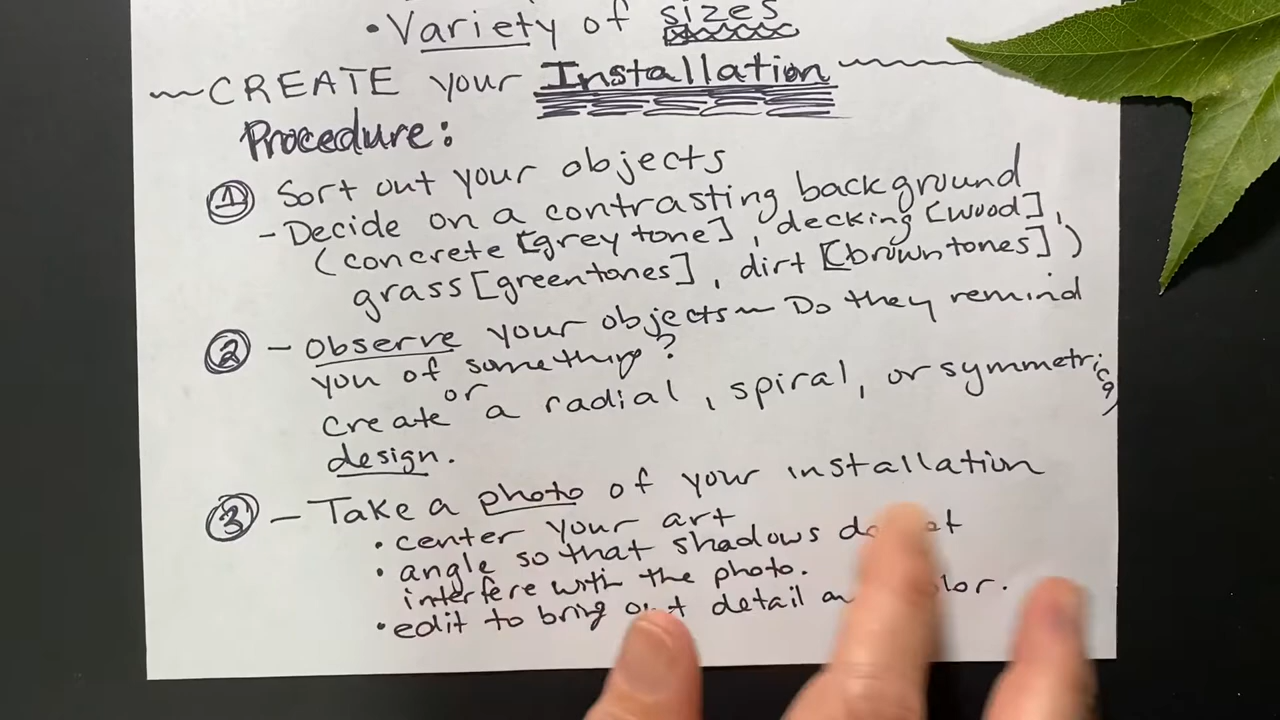 • Variety of sizes
CREATE your Installation
Procedure:
① Sort out your objects
- Decide on a contrasting background
(concrete [grey tone], decking [wood],
grass [greentones], dirt [browntones])
② - Observe your objects ~ Do they remind
you of something?
or
create a radial, spiral, or symmetrical
design.
③ - Take a photo of your installation
• center your art
• angle so that shadows
interfere with the photo.
• edit to bring out detail